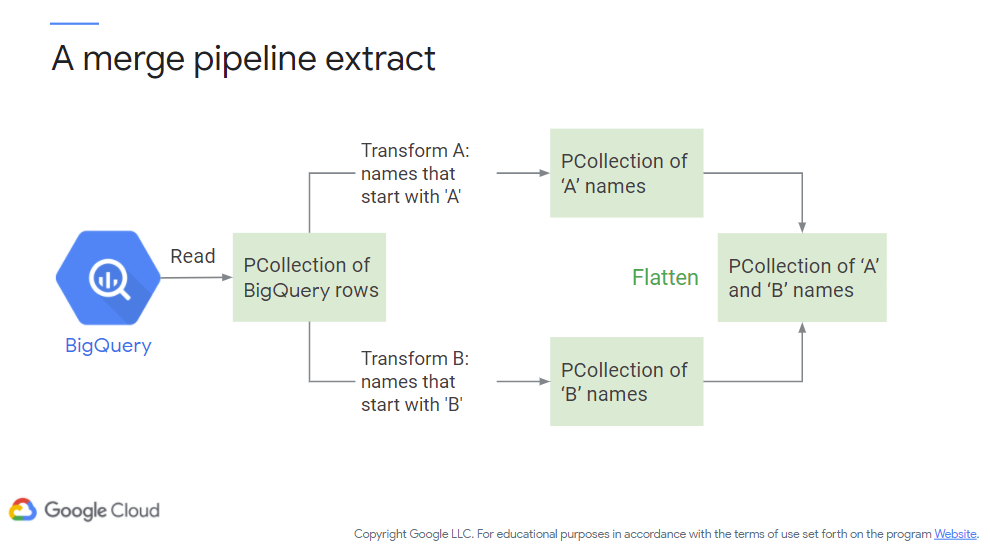 A merge pipeline extract
Transform A:
names that
start with 'A'
PCollection of
‘A’ names
Read
PCollection of
BigQuery rows
BigQuery
Flatten
PCollection of ‘A’
and ‘B’ names
Transform B:
names that
start with 'B'
PCollection of
‘B’ names
Google Cloud
Copyright Google LLC. For educational purposes in accordance with the terms of use set forth on the program Website.